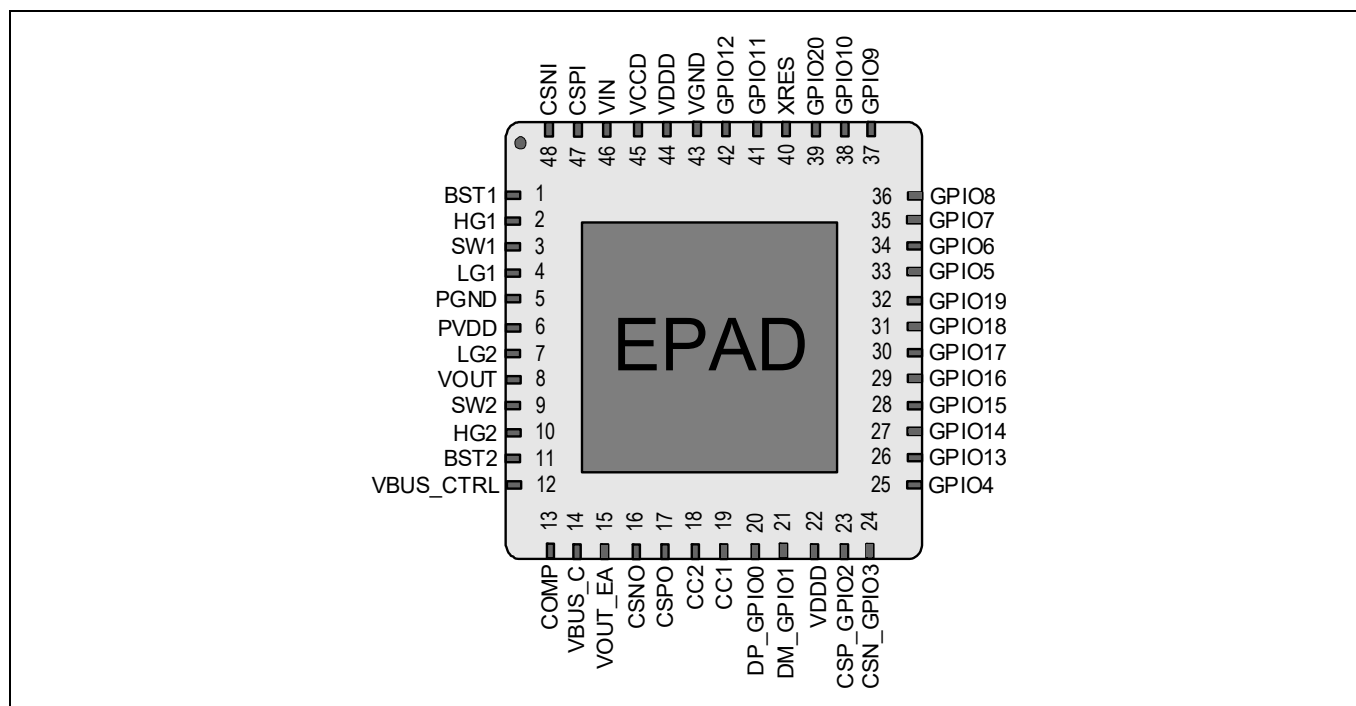 CSNI
CSPI
VIN
VCCD
VDDD
VGND
GPIO12
GPIO11
XRES
GPIO20
GPIO10
GPIO9
48
47
46
45
44
43
42
41
40
39
38
37
BST1 1
HG1 2
SW1 3
LG1 4
PGND 5
PVDD 6
LG2 7
VOUT 8
SW2 9
HG2 10
BST2 11
VBUS_CTRL 12
EPAD
36 GPIO8
35 GPIO7
34 GPIO6
33 GPIO5
32 GPIO19
31 GPIO18
30 GPIO17
29 GPIO16
28 GPIO15
27 GPIO14
26 GPIO13
25 GPIO4
13
14
15
16
17
18
19
20
21
22
23
24
COMP
VBUS_C
VOUT_EA
CSNO
CSPO
CC2
CC1
DP_GPIO0
DM_GPIO1
VDDD
CSP_GPIO2
CSN_GPIO3